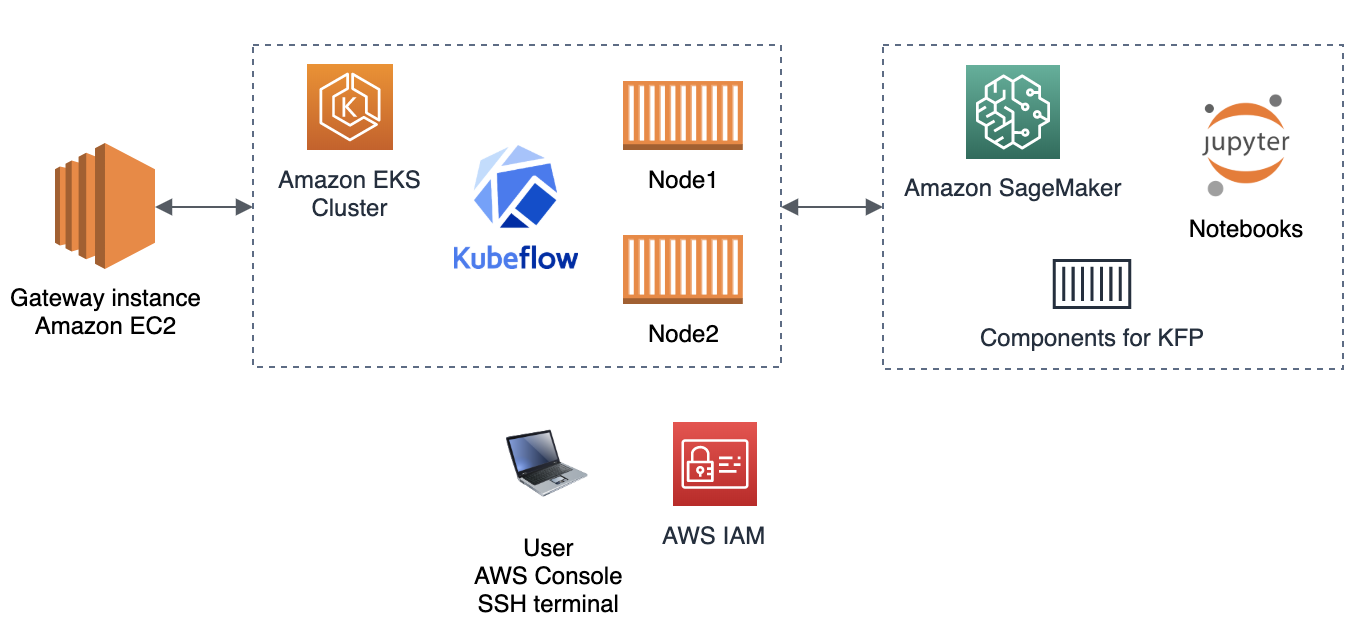 Gateway instance
Amazon EC2
Amazon EKS
Cluster
Kubeflow
Node1
Node2
Amazon SageMaker
jupyter
Notebooks
Components for KFP
User
AWS Console
SSH terminal
AWS IAM